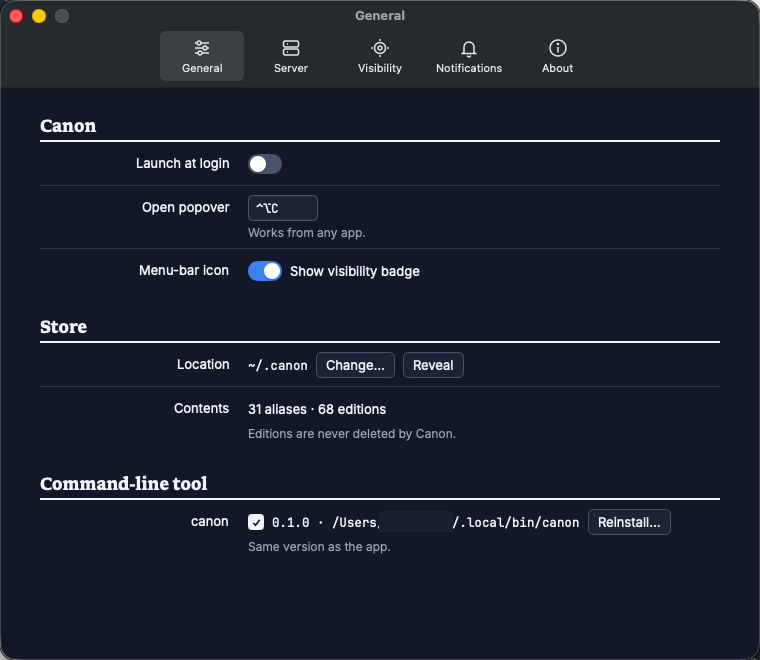 General
General Server Visibility Notifications About
Canon
Launch at login
Open popover ^⌥C
Works from any app.
Menu-bar icon Show visibility badge
Store
Location ~/.canon Change... Reveal
Contents 31 aliases · 68 editions
Editions are never deleted by Canon.
Command-line tool
canon 0.1.0 · /Users/ /.local/bin/canon Reinstall...
Same version as the app.